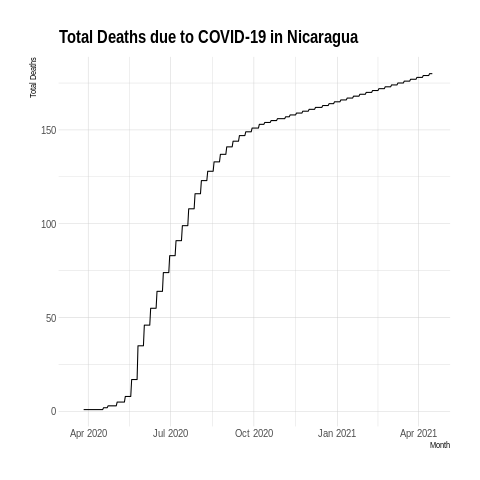 Total Deaths due to COVID-19 in Nicaragua
Total Deaths
150
100
50
0
Apr 2020 Jul 2020 Oct 2020 Jan 2021 Apr 2021
Month